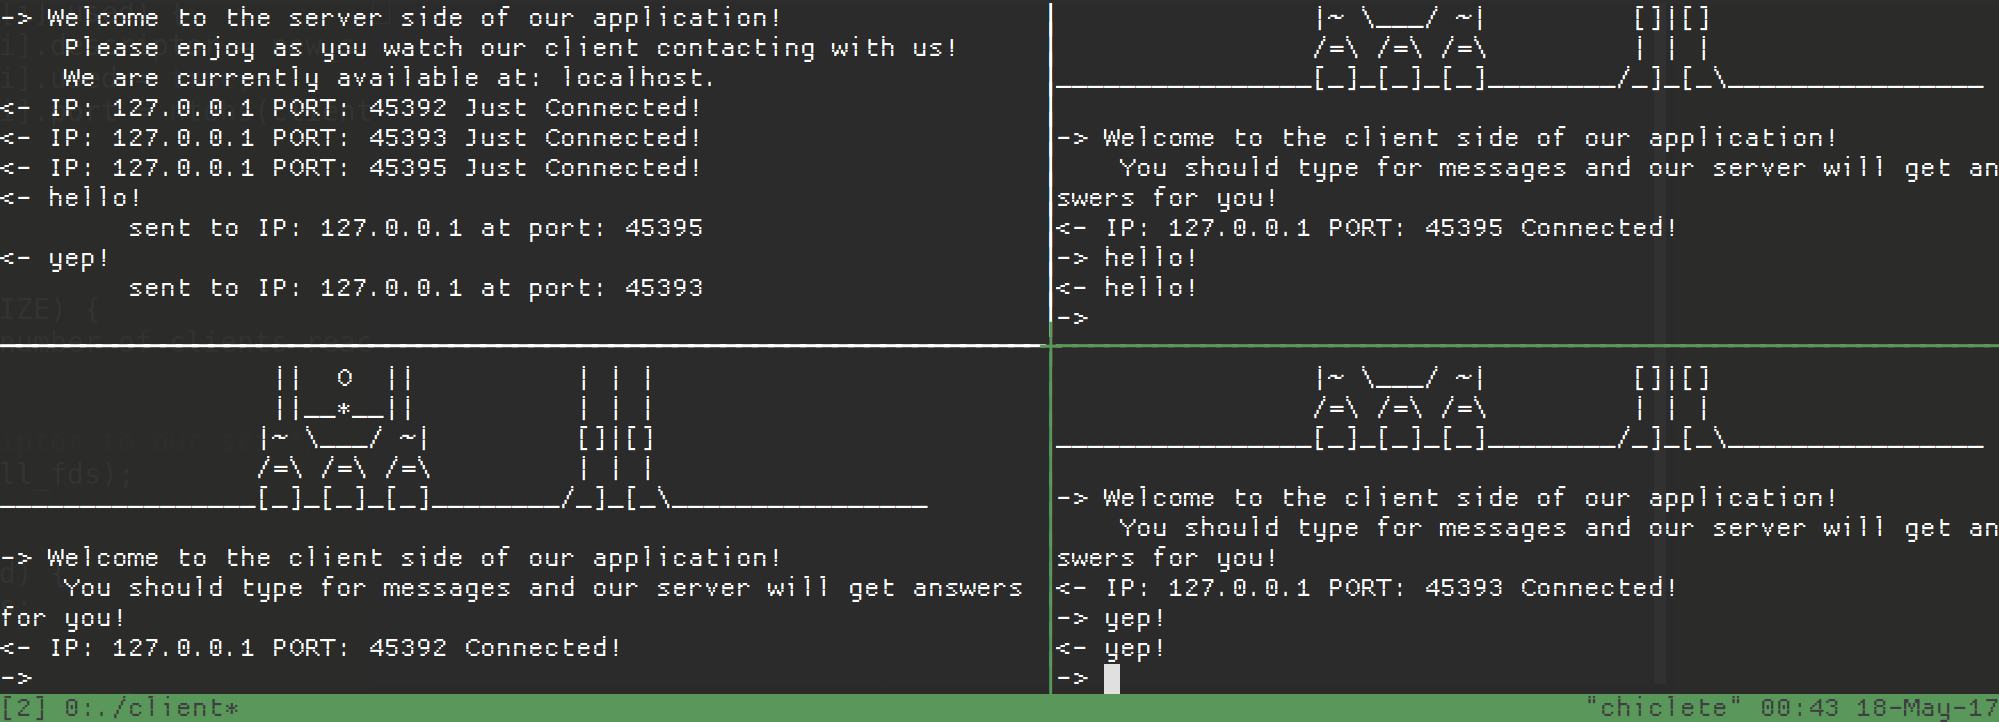 -> Welcome to the server side of our application!
Please enjoy as you watch our client contacting with us!
We are currently available at: localhost.
<- IP: 127.0.0.1 PORT: 45392 Just Connected!
<- IP: 127.0.0.1 PORT: 45393 Just Connected!
<- IP: 127.0.0.1 PORT: 45395 Just Connected!
<- hello!
sent to IP: 127.0.0.1 at port: 45395
<- yep!
sent to IP: 127.0.0.1 at port: 45393
-> Welcome to the client side of our application!
You should type for messages and our server will get an
swers for you!
<- IP: 127.0.0.1 PORT: 45395 Connected!
-> hello!
<- hello!
->
-> Welcome to the client side of our application!
You should type for messages and our server will get answers
for you!
<- IP: 127.0.0.1 PORT: 45392 Connected!
->
-> Welcome to the client side of our application!
You should type for messages and our server will get an
swers for you!
<- IP: 127.0.0.1 PORT: 45393 Connected!
-> yep!
<- yep!
->
[2] 0:./client* "chiclete" 00:43 18-May-17